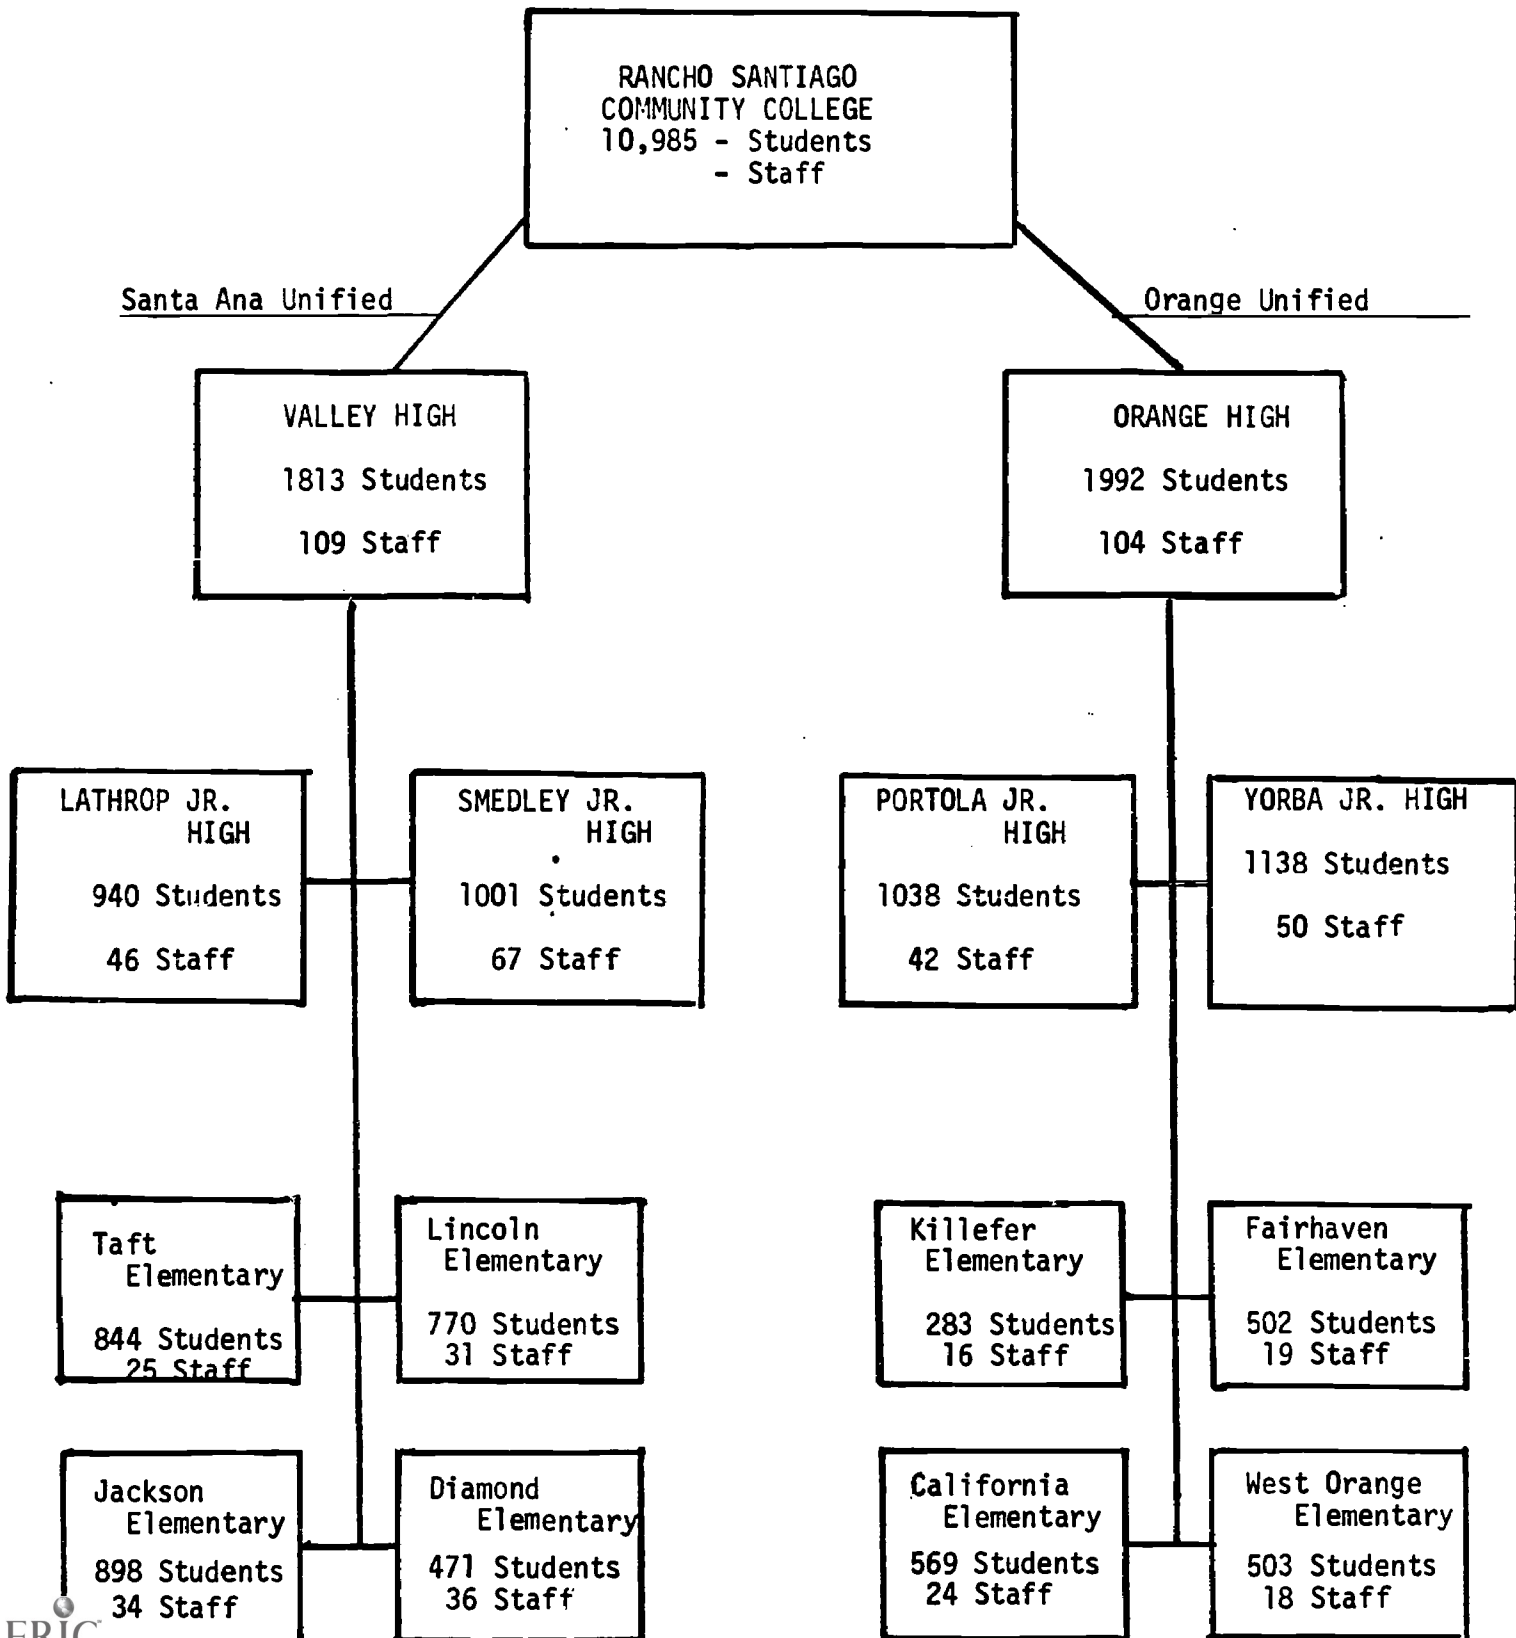 RANCHO SANTIAGO
COMMUNITY COLLEGE
10,985 - Students
- Staff
Santa Ana Unified
Orange Unified
VALLEY HIGH
1813 Students
109 Staff
ORANGE HIGH
1992 Students
104 Staff
LATHROP JR.
HIGH
940 Students
46 Staff
SMEDLEY JR.
HIGH
1001 Students
67 Staff
PORTOLA JR.
HIGH
1038 Students
42 Staff
YORBA JR. HIGH
1138 Students
50 Staff
Taft
Elementary
844 Students
25 Staff
Lincoln
Elementary
770 Students
31 Staff
Killefer
Elementary
283 Students
16 Staff
Fairhaven
Elementary
502 Students
19 Staff
Jackson
Elementary
898 Students
34 Staff
Diamond
Elementary
471 Students
36 Staff
California
Elementary
569 Students
24 Staff
West Orange
Elementary
503 Students
18 Staff
ERIC